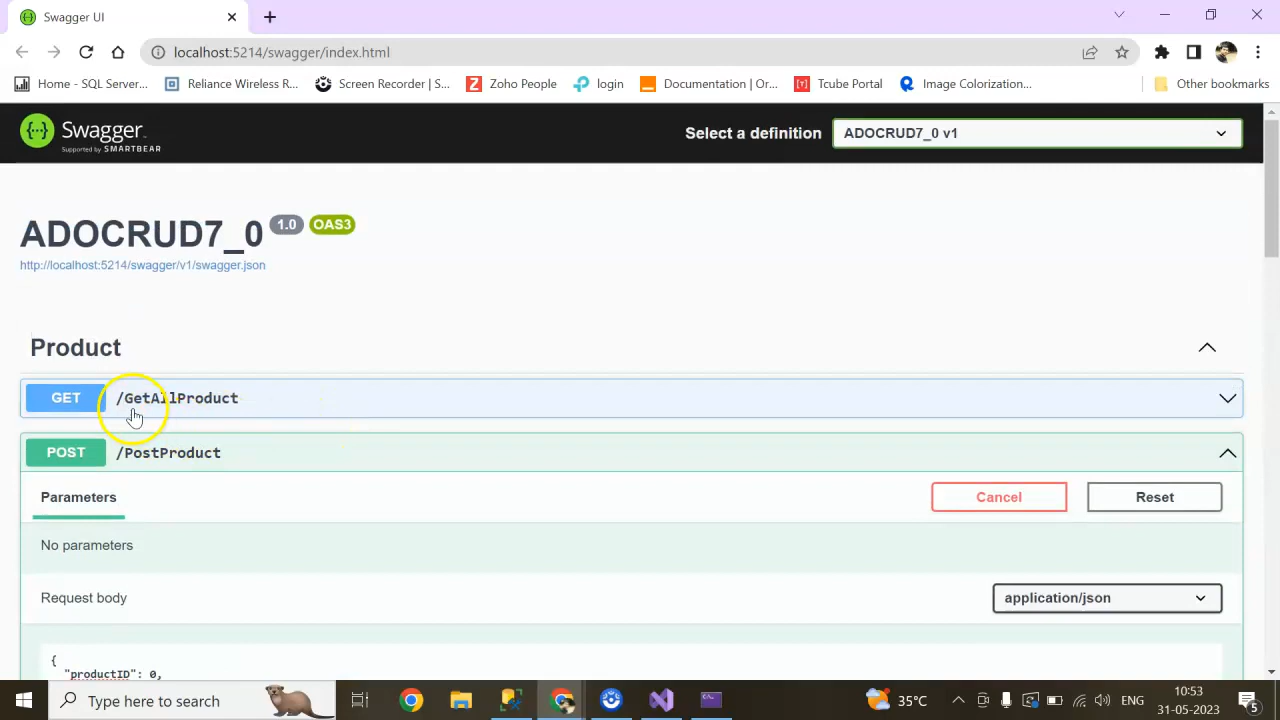 Swagger UI
localhost:5214/swagger/index.html
Home - SQL Server... Reliance Wireless R... Screen Recorder | S... Zoho People login Documentation | Or... Tcube Portal Image Colorization... Other bookmarks
Swagger
Supported by SMARTBEAR
Select a definition ADOCRUD7_0 v1
ADOCRUD7_0 1.0 OAS3
http://localhost:5214/swagger/v1/swagger.json
Product
GET /GetAllProduct
POST /PostProduct
Parameters Cancel Reset
No parameters
Request body application/json
{
"productID": 0,
Type here to search 35°C ENG 10:53
31-05-2023 5